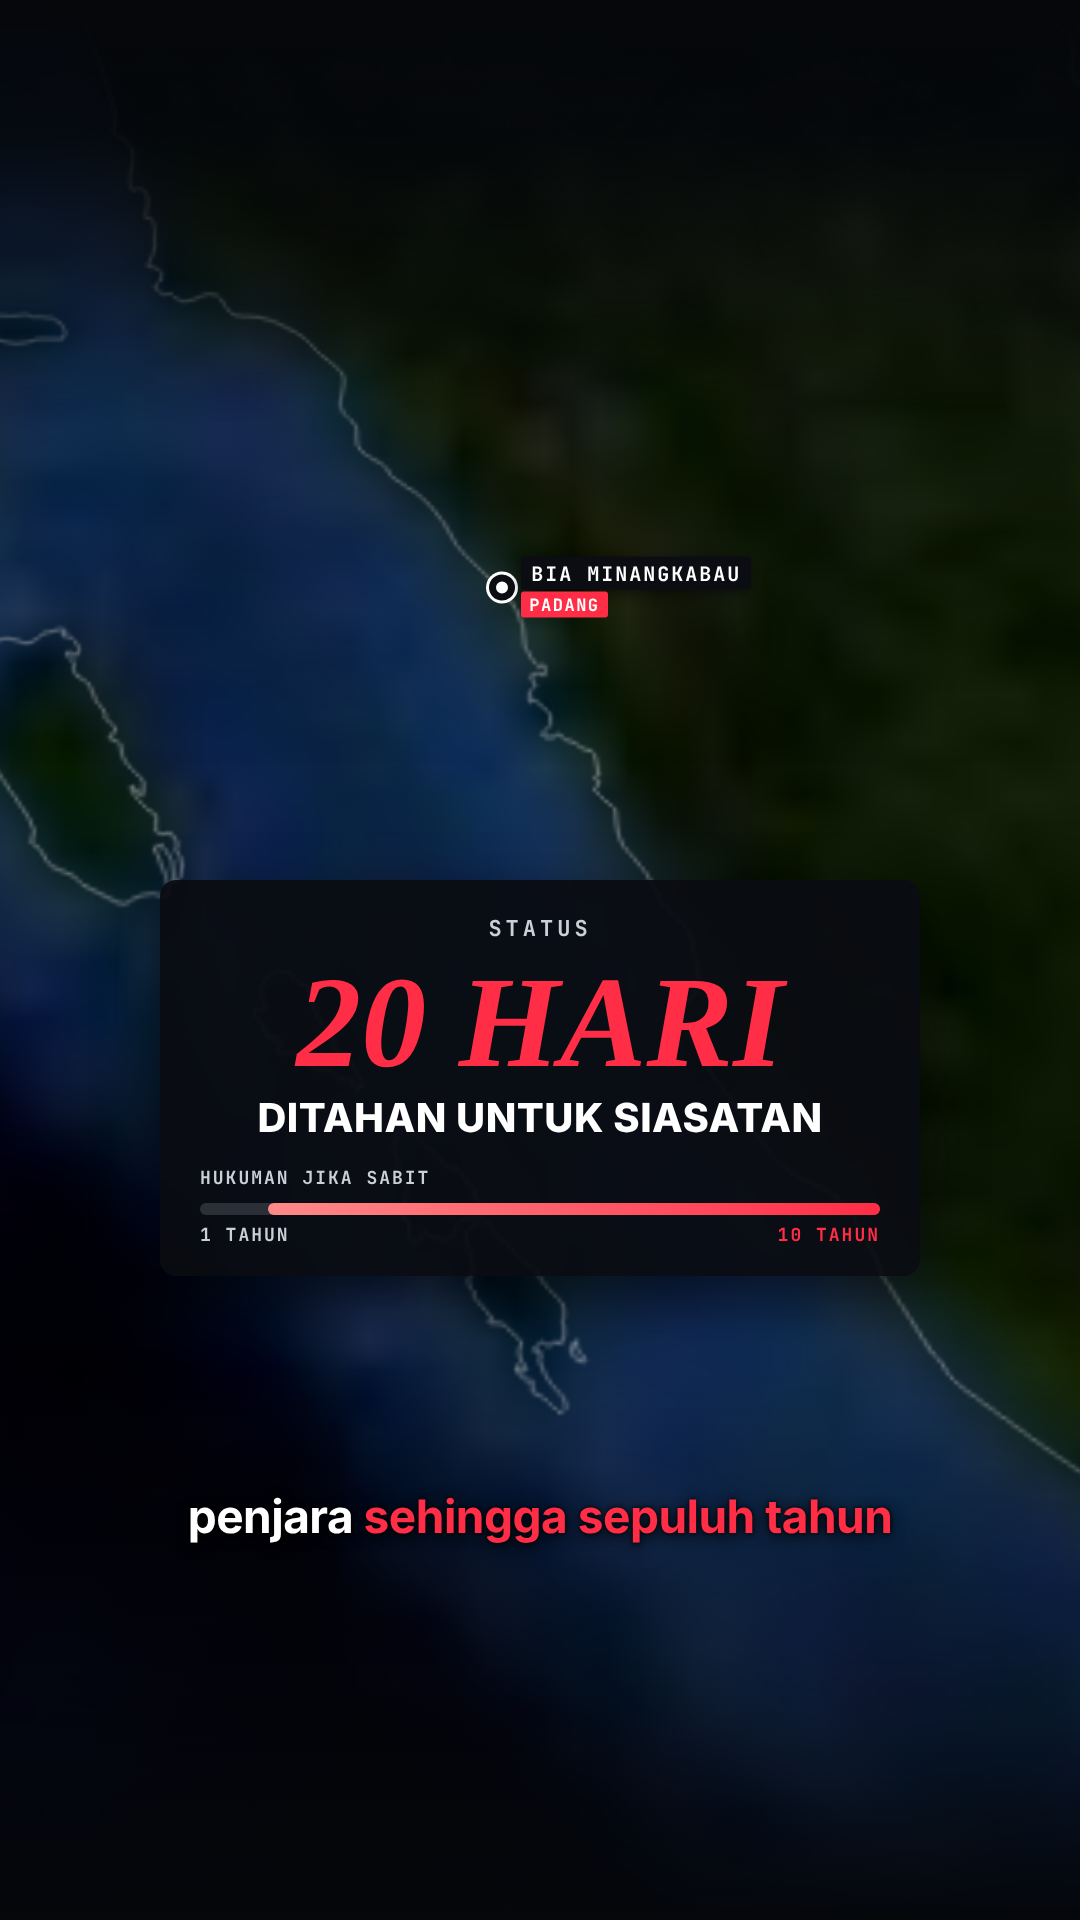 BIA MINANGKABAU
PADANG
STATUS
20 HARI
DITAHAN UNTUK SIASATAN
HUKUMAN JIKA SABIT
1 TAHUN
10 TAHUN
penjara sehingga sepuluh tahun